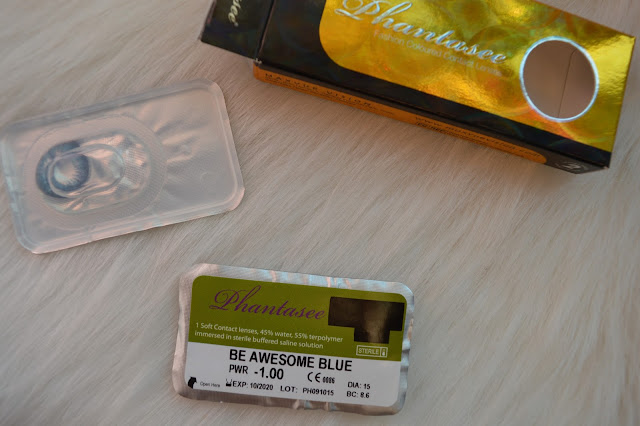 Phantasee
Phantasee
1 Soft Contact lenses, 45% water, 55% terpolymer
immersed in sterile buffered saline solution
STERILE
BE AWESOME BLUE
PWR -1.00 CE 0086 DIA: 15
Open Here EXP: 10/2020 LOT: PH091015 BC: 8.6